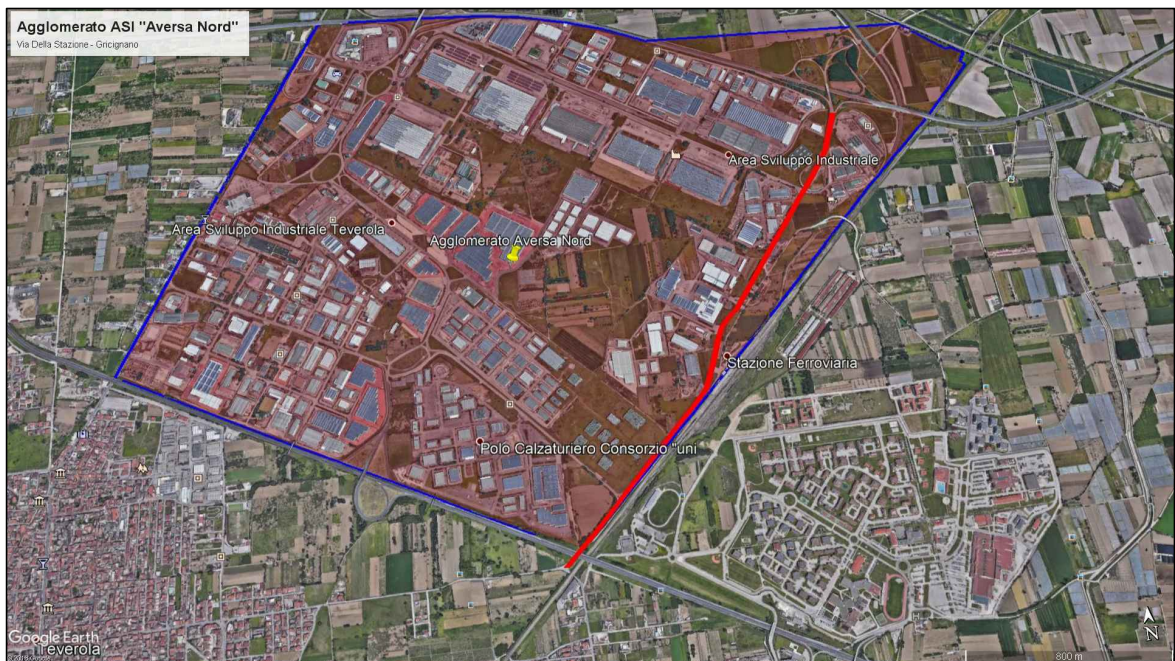 Agglomerato ASI "Aversa Nord"
Via Della Stazione - Gricignano
Area Sviluppo Industriale
Area Sviluppo Industriale Teverola
Agglomerato Aversa Nord
Stazione Ferroviaria
Polo Calzaturiero Consorzio "uni
Google Earth
Teverola
N
800 m